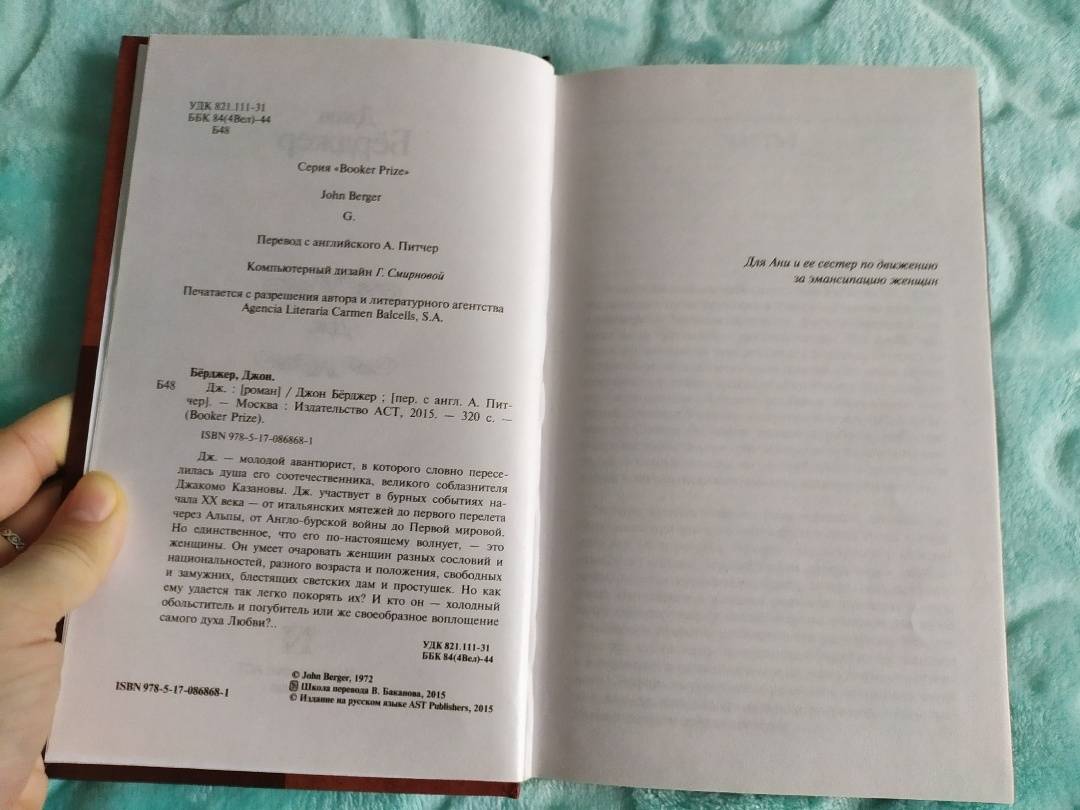 УДК 821.111-31
ББК 84(4Вел)-44
Б48
Серия «Booker Prize»
John Berger
G.
Перевод с английского А. Питчер
Компьютерный дизайн Г. Смирновой
Печатается с разрешения автора и литературного агентства
Agencia Literaria Carmen Balcells, S.A.
Бёрджер, Джон.
Б48 Дж. : [роман] / Джон Бёрджер ; [пер. с англ. А. Пит-
чер]. — Москва : Издательство АСТ, 2015. — 320 с. —
(Booker Prize).
ISBN 978-5-17-086868-1
Дж. — молодой авантюрист, в которого словно пересе-
лилась душа его соотечественника, великого соблазнителя
Джакомо Казановы. Дж. участвует в бурных событиях на-
чала XX века — от итальянских мятежей до первого перелета
через Альпы, от Англо-бурской войны до Первой мировой.
Но единственное, что его по-настоящему волнует, — это
женщины. Он умеет очаровать женщин разных сословий и
национальностей, разного возраста и положения, свободных
и замужних, блестящих светских дам и простушек. Но как
ему удается так легко покорять их? И кто он — холодный
обольститель и погубитель или же своеобразное воплощение
самого духа Любви?..
УДК 821.111-31
ББК 84(4Вел)-44
© John Berger, 1972
Школа перевода В. Баканова, 2015
© Издание на русском языке AST Publishers, 2015
ISBN 978-5-17-086868-1
Для Ани и ее сестер по движению
за эмансипацию женщин